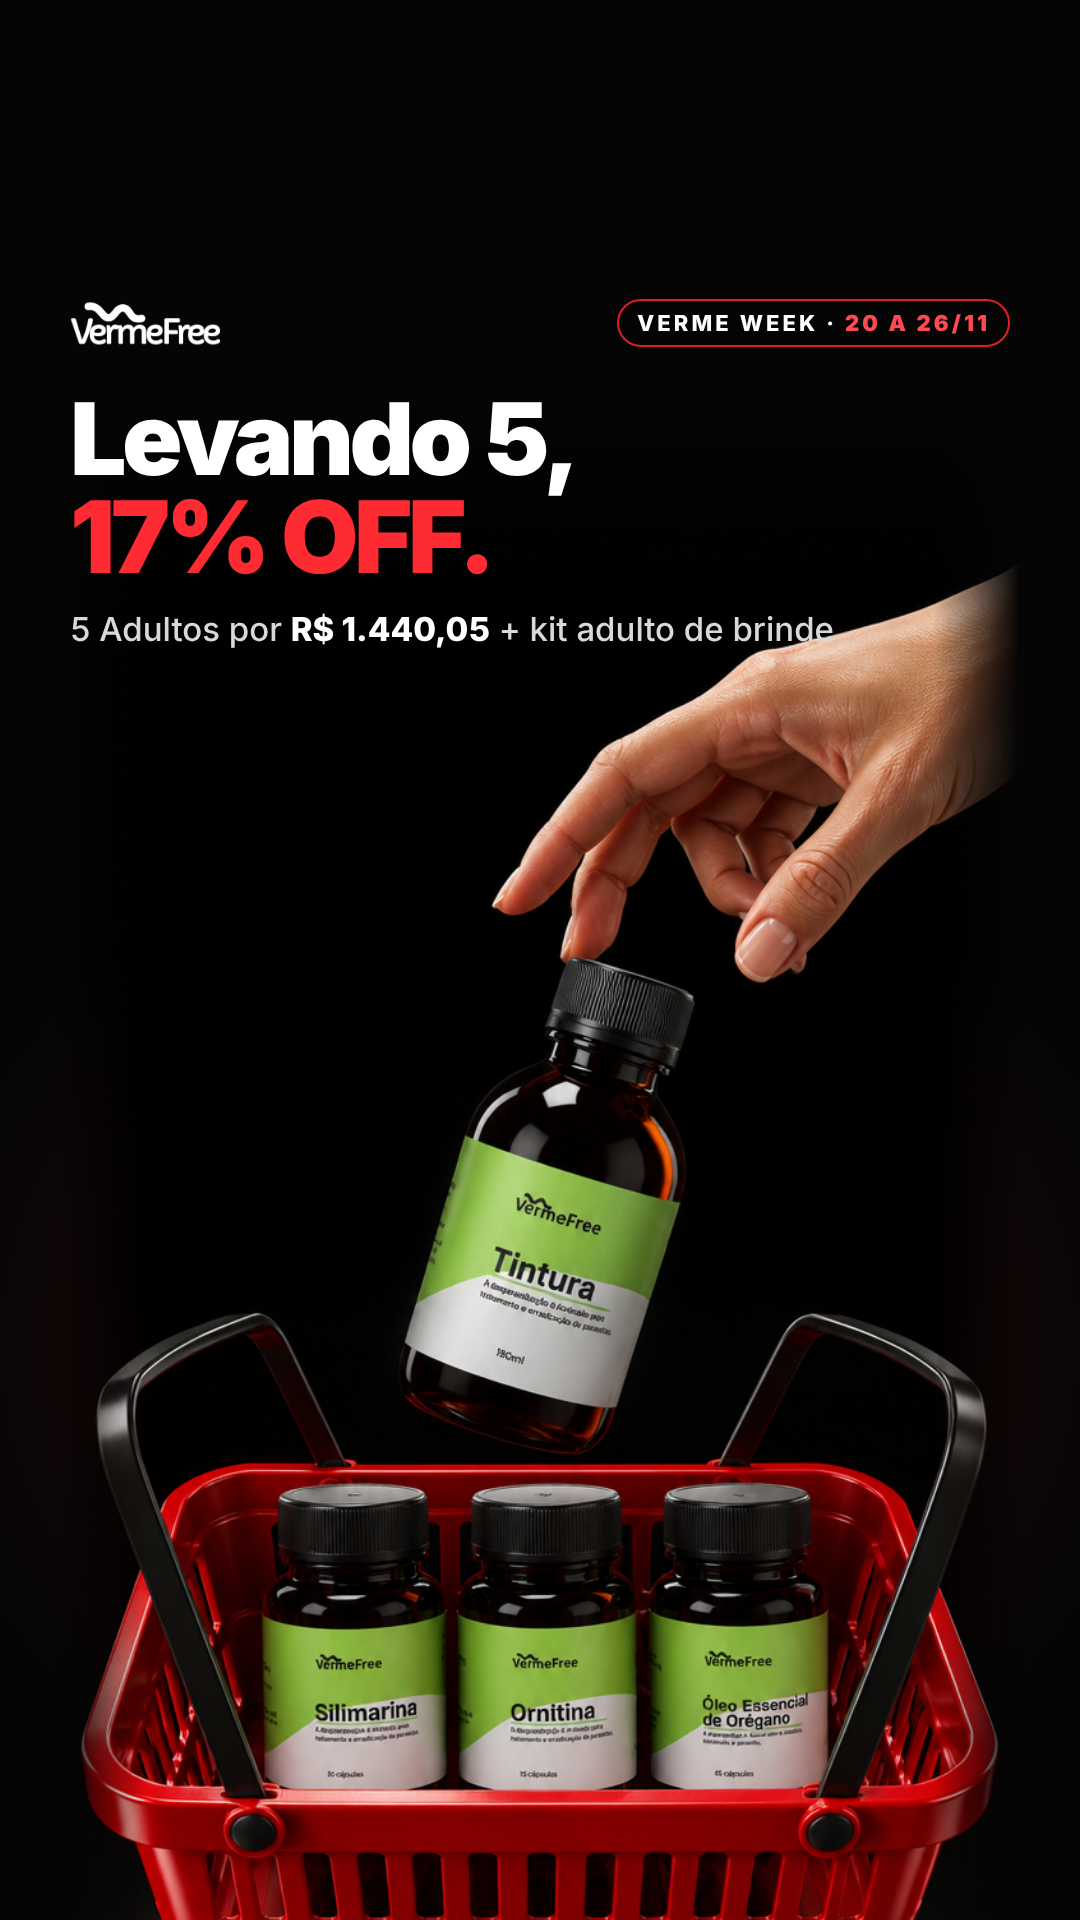 VermeFree
VERME WEEK · 20 A 26/11
Levando 5,
17% OFF.
5 Adultos por R$ 1.440,05 + kit adulto de brinde
VermeFree
Tintura
VermeFree
Silimarina
VermeFree
Ornitina
VermeFree
Óleo Essencial
de Orégano